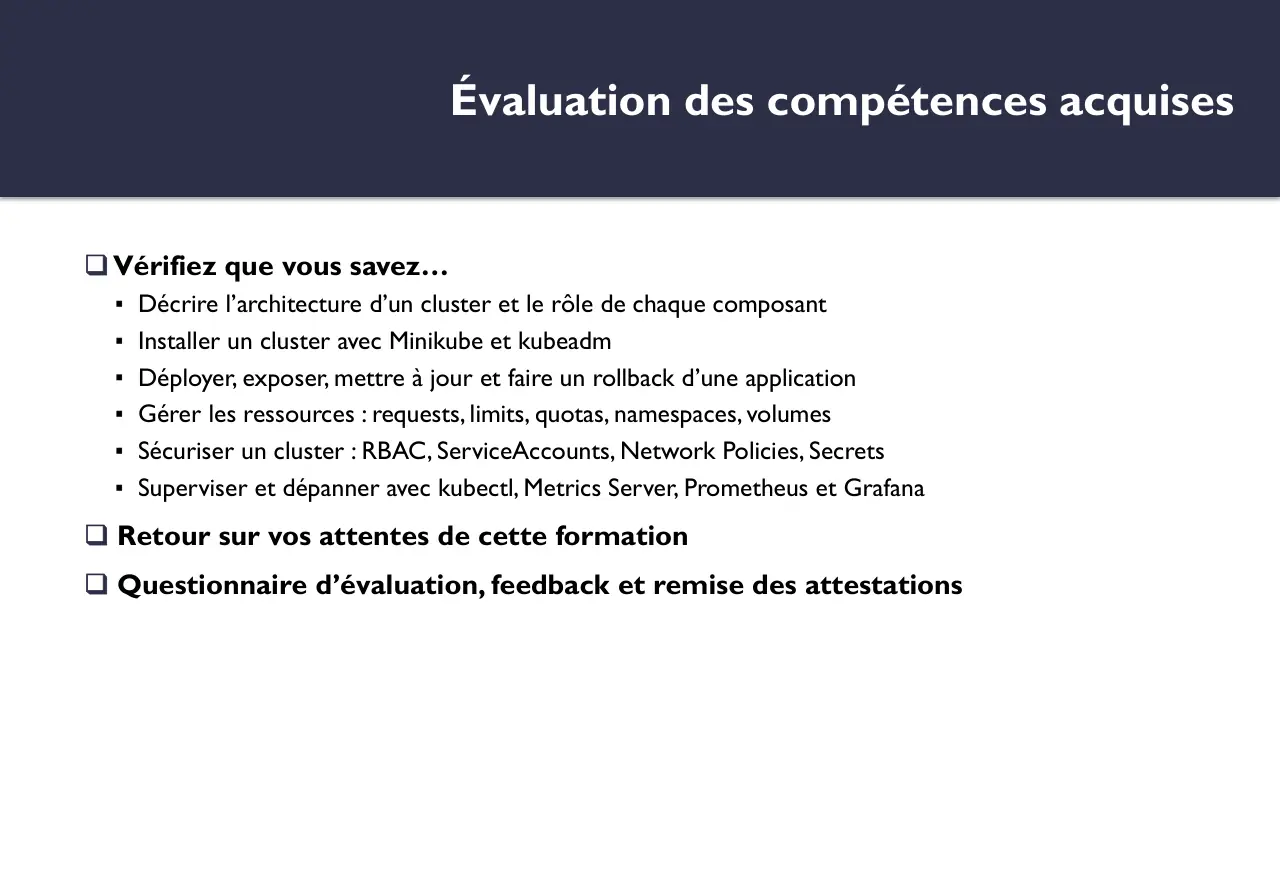 Évaluation des compétences acquises
❑ Vérifiez que vous savez…
▪ Décrire l’architecture d’un cluster et le rôle de chaque composant
▪ Installer un cluster avec Minikube et kubeadm
▪ Déployer, exposer, mettre à jour et faire un rollback d’une application
▪ Gérer les ressources : requests, limits, quotas, namespaces, volumes
▪ Sécuriser un cluster : RBAC, ServiceAccounts, Network Policies, Secrets
▪ Superviser et dépanner avec kubectl, Metrics Server, Prometheus et Grafana
❑ Retour sur vos attentes de cette formation
❑ Questionnaire d’évaluation, feedback et remise des attestations